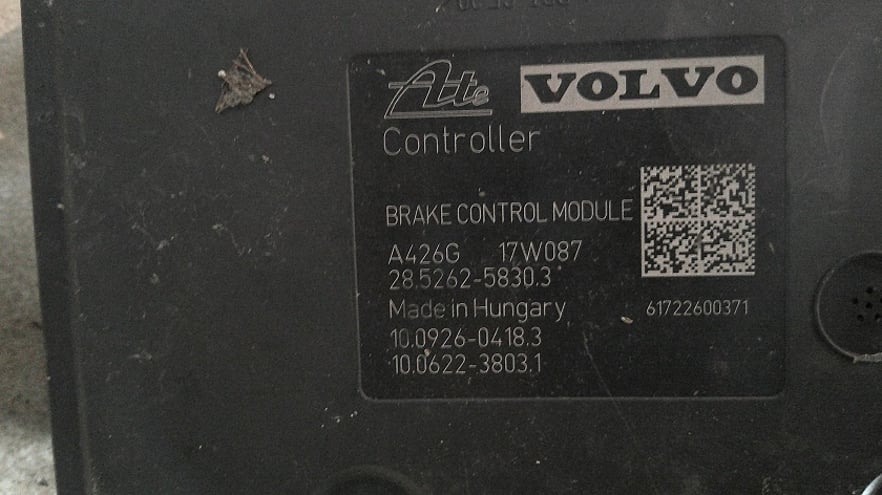 Ate VOLVO
Controller
BRAKE CONTROL MODULE
A426G 17W087
28.5262-5830.3
Made in Hungary 61722600371
10.0926-0418.3
10.0622-3803.1